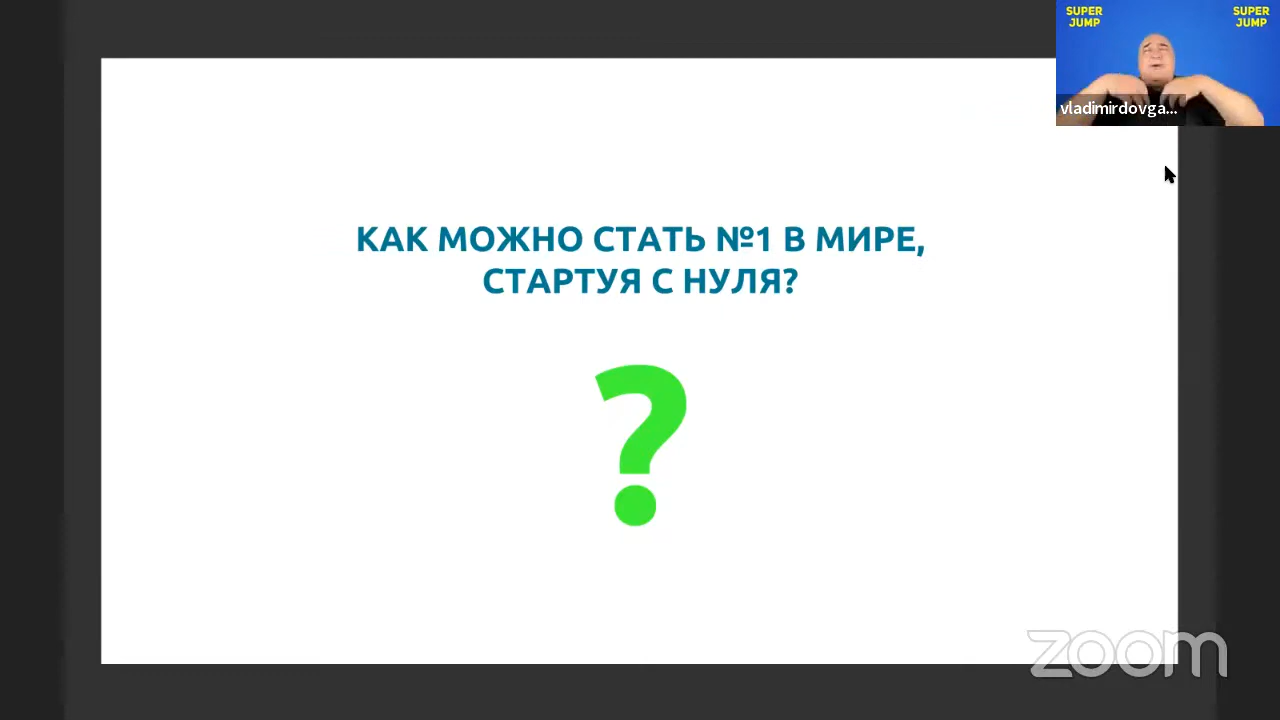 SUPER
JUMP
SUPER
JUMP
vladimirdovga...
КАК МОЖНО СТАТЬ №1 В МИРЕ,
СТАРТУЯ С НУЛЯ?
?
zoom